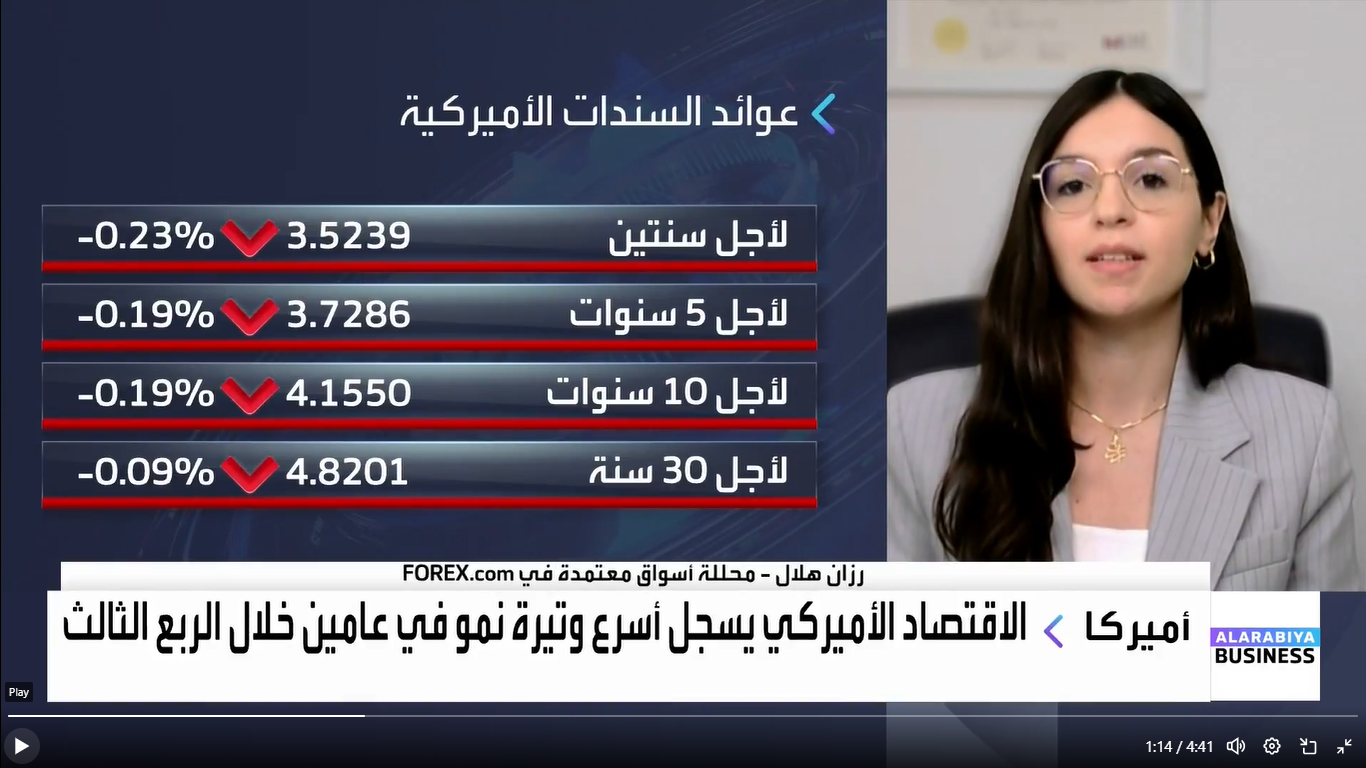 عوائد السندات الأميركية
لأجل سنتين 3.5239 -0.23%
لأجل 5 سنوات 3.7286 -0.19%
لأجل 10 سنوات 4.1550 -0.19%
لأجل 30 سنة 4.8201 -0.09%
رزان هلال - محللة أسواق معتمدة في FOREX.com
أميركا الاقتصاد الأميركي يسجل أسرع وتيرة نمو في عامين خلال الربع الثالث
ALARABIYA
BUSINESS
Play
1:14 / 4:41